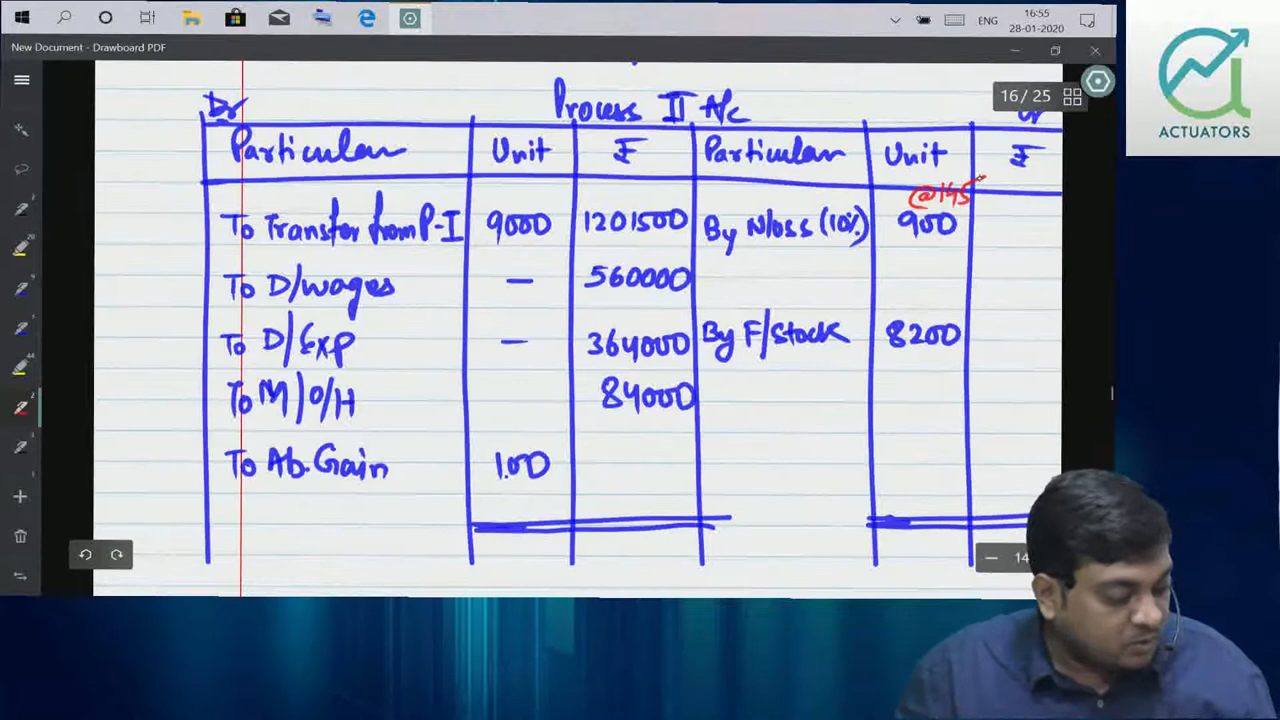 16:55
ENG
28-01-2020
New Document - Drawboard PDF
16 / 25
ACTUATORS
Dr
Process II A/c
Particular Unit ₹ Particular Unit ₹
@145
To Transfer from P-I 9000 1201500 By N/loss (10%) 900
To D/wages — 560000
To D/Exp — 364000 By F/stock 8200
To M/O/H 84000
To Ab. Gain 100
14